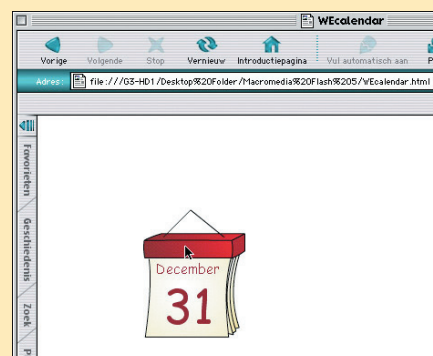 WEcalendar
Vorige Volgende Stop Vernieuw Introductiepagina Vul automatisch aan
Adres: file:///G3-HD1/Desktop%20Folder/Macromedia%20Flash%205/WEcalendar.html
Favorieten
Geschiedenis
Zoek
December
31